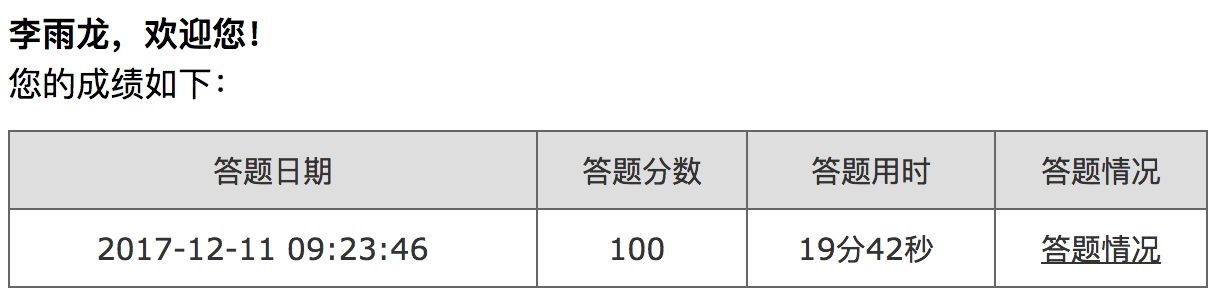 李雨龙，欢迎您！
您的成绩如下：
答题日期 答题分数 答题用时 答题情况
2017-12-11 09:23:46 100 19分42秒 答题情况